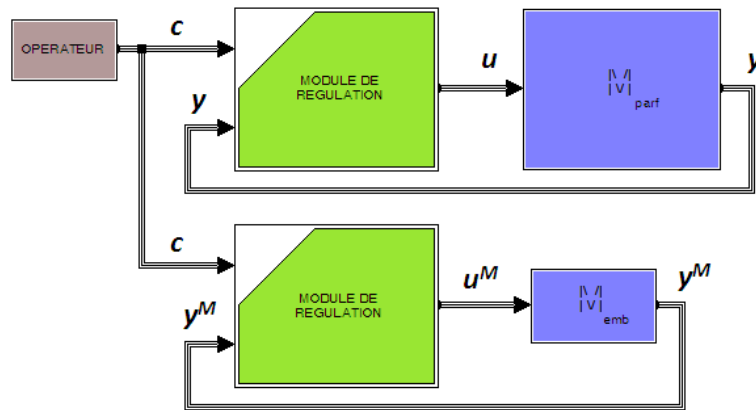 OPERATEUR
c
y
MODULE DE
REGULATION
u
|\ /|
| V |
parf
y
c
y^M
MODULE DE
REGULATION
u^M
|\ /|
| V |
emb
y^M